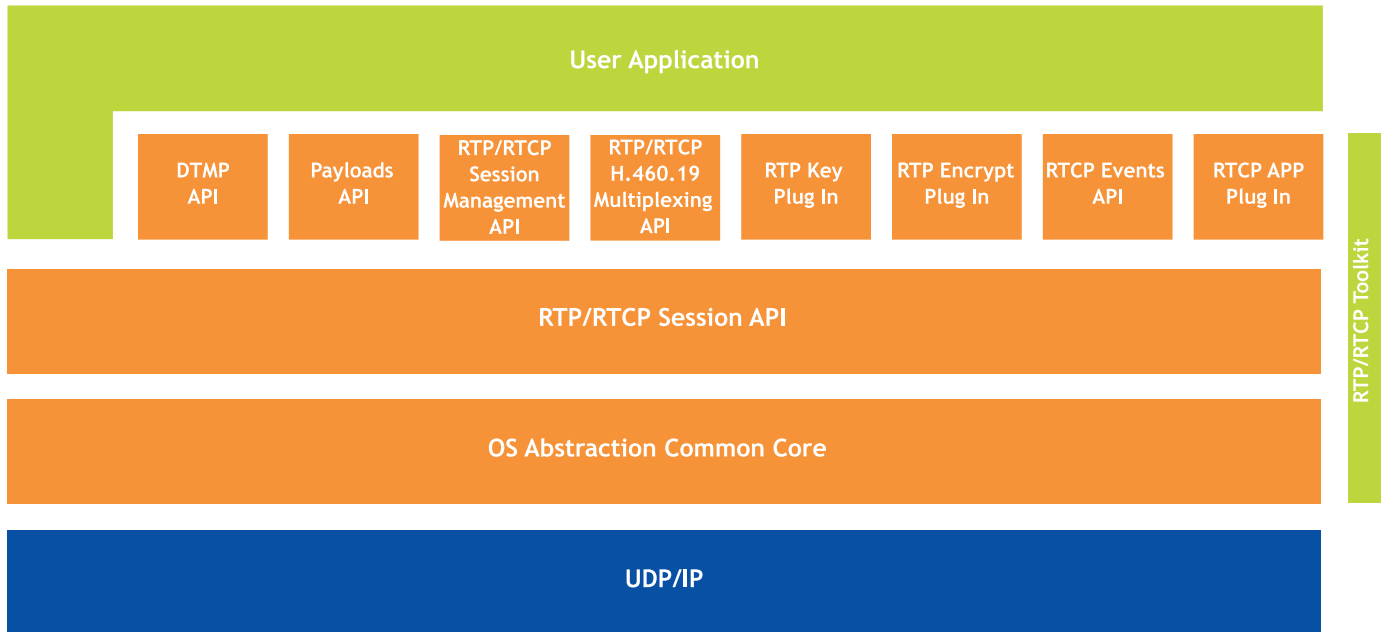 User Application
DTMP
API
Payloads
API
RTP/RTCP
Session
Management
API
RTP/RTCP
H.460.19
Multiplexing
API
RTP Key
Plug In
RTP Encrypt
Plug In
RTCP Events
API
RTCP APP
Plug In
RTP/RTCP Toolkit
RTP/RTCP Session API
OS Abstraction Common Core
UDP/IP